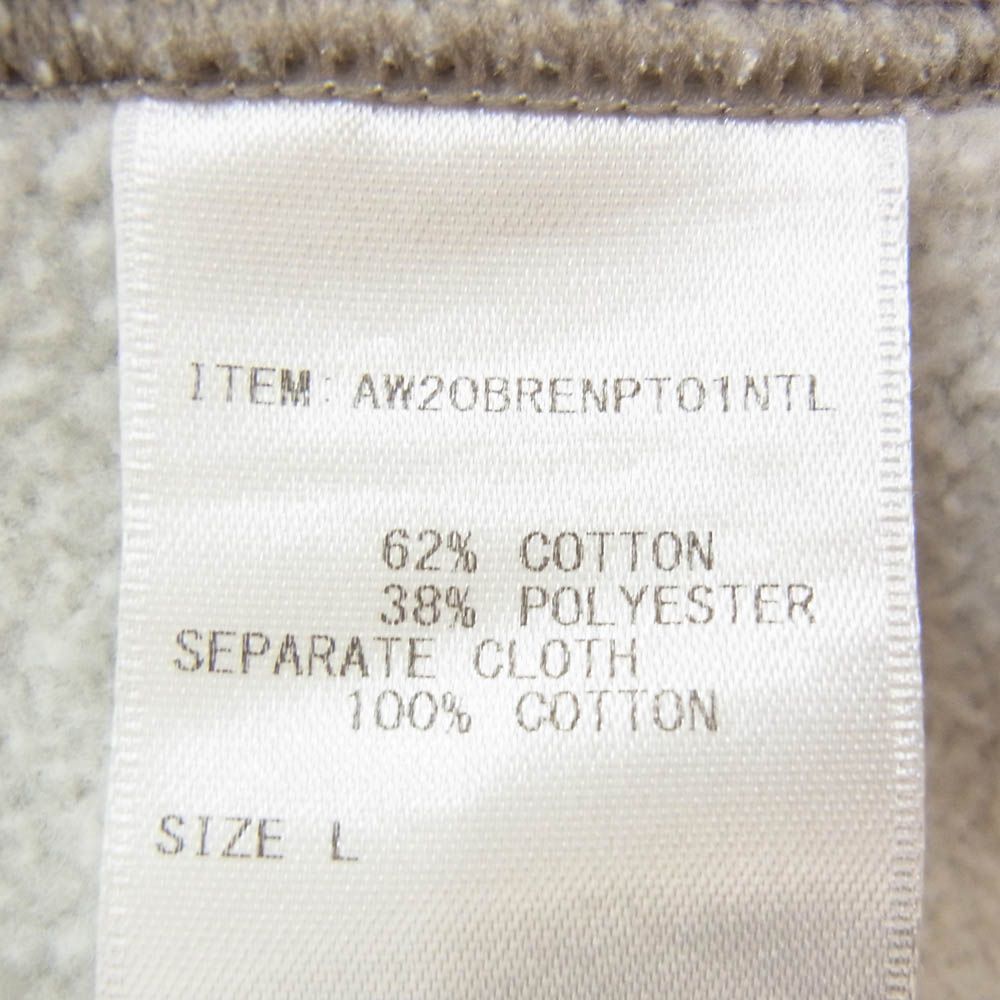 ITEM: AW20BRENPT01NTL
62% COTTON
38% POLYESTER
SEPARATE CLOTH
100% COTTON
SIZE L